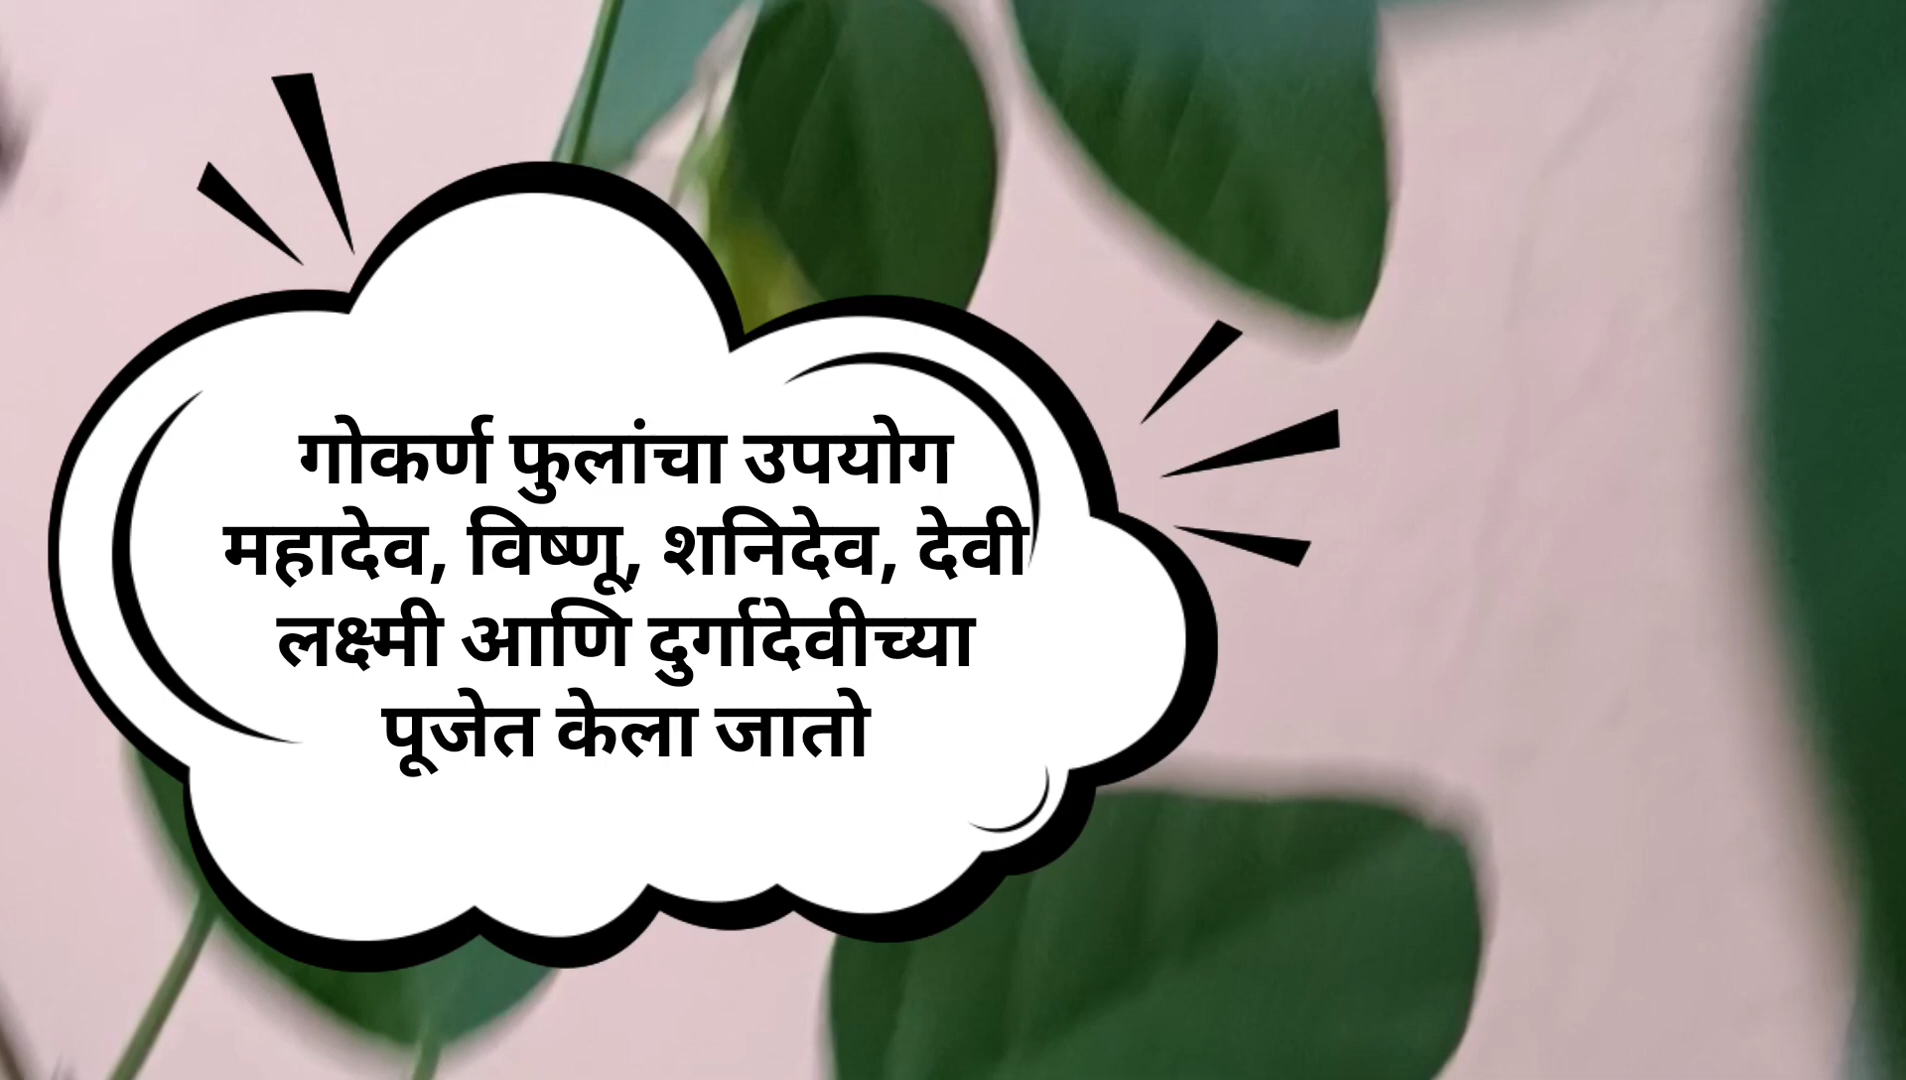 गोकर्ण फुलांचा उपयोग
महादेव, विष्णू, शनिदेव, देवी
लक्ष्मी आणि दुर्गादेवीच्या
पूजेत केला जातो